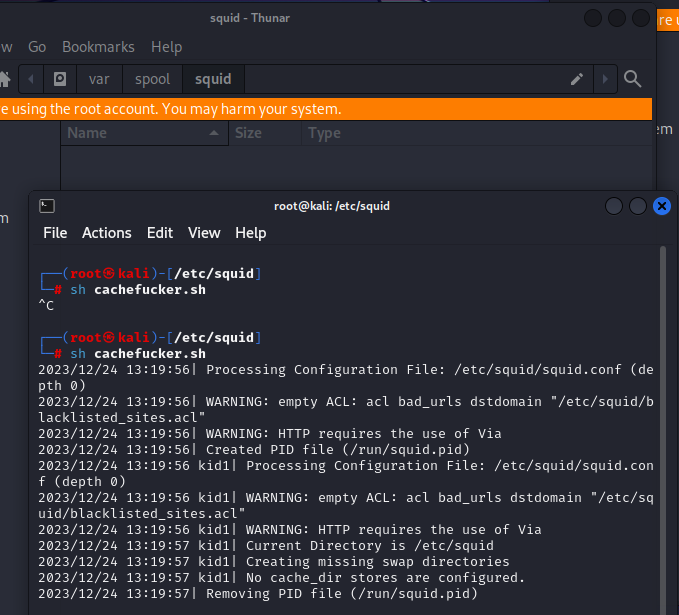 squid - Thunar
re u
w Go Bookmarks Help
var spool squid
e using the root account. You may harm your system.
em
Name Size Type
m
root@kali: /etc/squid
File Actions Edit View Help
┌──(root㉿kali)-[/etc/squid]
└─# sh cachefucker.sh
^C
┌──(root㉿kali)-[/etc/squid]
└─# sh cachefucker.sh
2023/12/24 13:19:56| Processing Configuration File: /etc/squid/squid.conf (de
pth 0)
2023/12/24 13:19:56| WARNING: empty ACL: acl bad_urls dstdomain "/etc/squid/b
lacklisted_sites.acl"
2023/12/24 13:19:56| WARNING: HTTP requires the use of Via
2023/12/24 13:19:56| Created PID file (/run/squid.pid)
2023/12/24 13:19:56 kid1| Processing Configuration File: /etc/squid/squid.con
f (depth 0)
2023/12/24 13:19:56 kid1| WARNING: empty ACL: acl bad_urls dstdomain "/etc/sq
uid/blacklisted_sites.acl"
2023/12/24 13:19:56 kid1| WARNING: HTTP requires the use of Via
2023/12/24 13:19:57 kid1| Current Directory is /etc/squid
2023/12/24 13:19:57 kid1| Creating missing swap directories
2023/12/24 13:19:57 kid1| No cache_dir stores are configured.
2023/12/24 13:19:57| Removing PID file (/run/squid.pid)